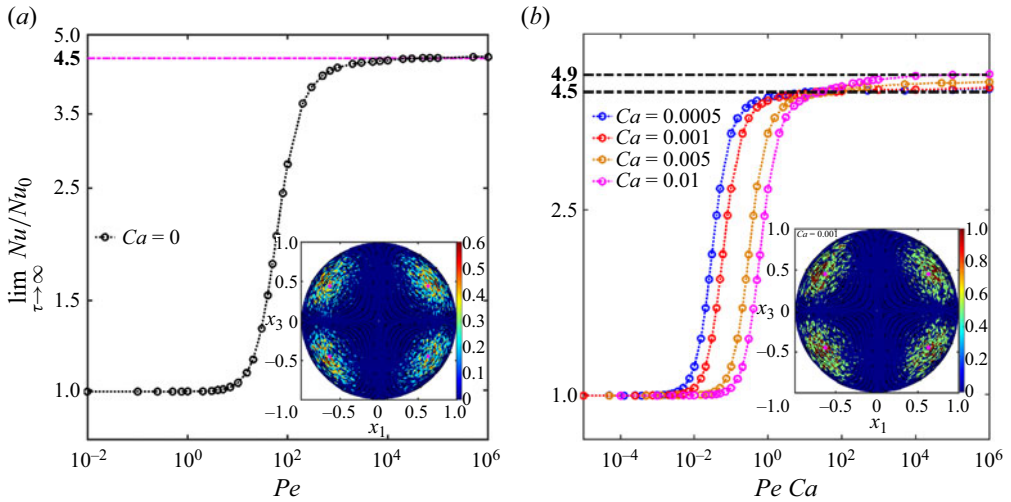 (a)
5.0
4.5
3.5
2.5
1.5
1.0
lim Nu/Nu₀
τ→∞
Ca = 0
1.0
0.5
x₃ 0
−0.5
−1.0
−1.0 −0.5 0 0.5 1.0
x₁
0.6
0.5
0.4
0.3
0.2
0.1
0
10⁻² 10⁰ 10² 10⁴ 10⁶
Pe
(b)
4.9
4.5
2.5
1.0
Ca = 0.0005
Ca = 0.001
Ca = 0.005
Ca = 0.01
Ca = 0.001
1.0
0.5
x₃ 0
−0.5
−1.0
−1.0 −0.5 0 0.5 1.0
x₁
1.0
0.8
0.6
0.4
0.2
0
10⁻⁴ 10⁻² 10⁰ 10² 10⁴ 10⁶
Pe Ca